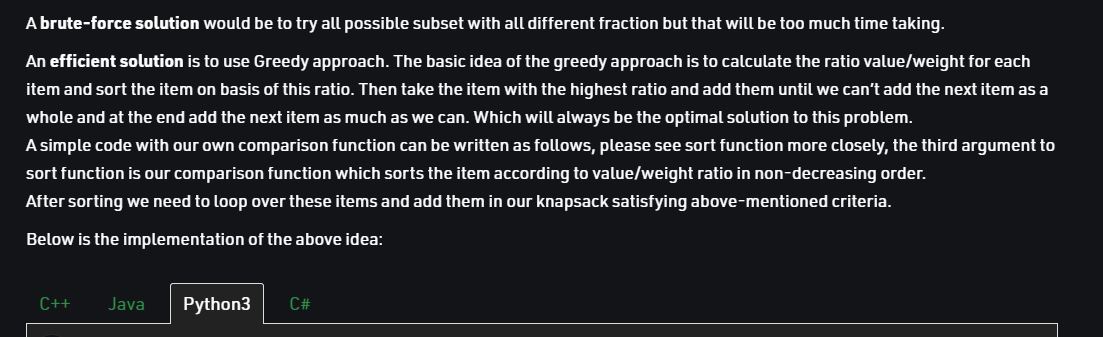 A brute-force solution would be to try all possible subset with all different fraction but that will be too much time taking.
An efficient solution is to use Greedy approach. The basic idea of the greedy approach is to calculate the ratio value/weight for each
item and sort the item on basis of this ratio. Then take the item with the highest ratio and add them until we can't add the next item as a
whole and at the end add the next item as much as we can. Which will always be the optimal solution to this problem.
A simple code with our own comparison function can be written as follows, please see sort function more closely, the third argument to
sort function is our comparison function which sorts the item according to value/weight ratio in non-decreasing order.
After sorting we need to loop over these items and add them in our knapsack satisfying above-mentioned criteria.
Below is the implementation of the above idea:
C++ Java Python3 C#